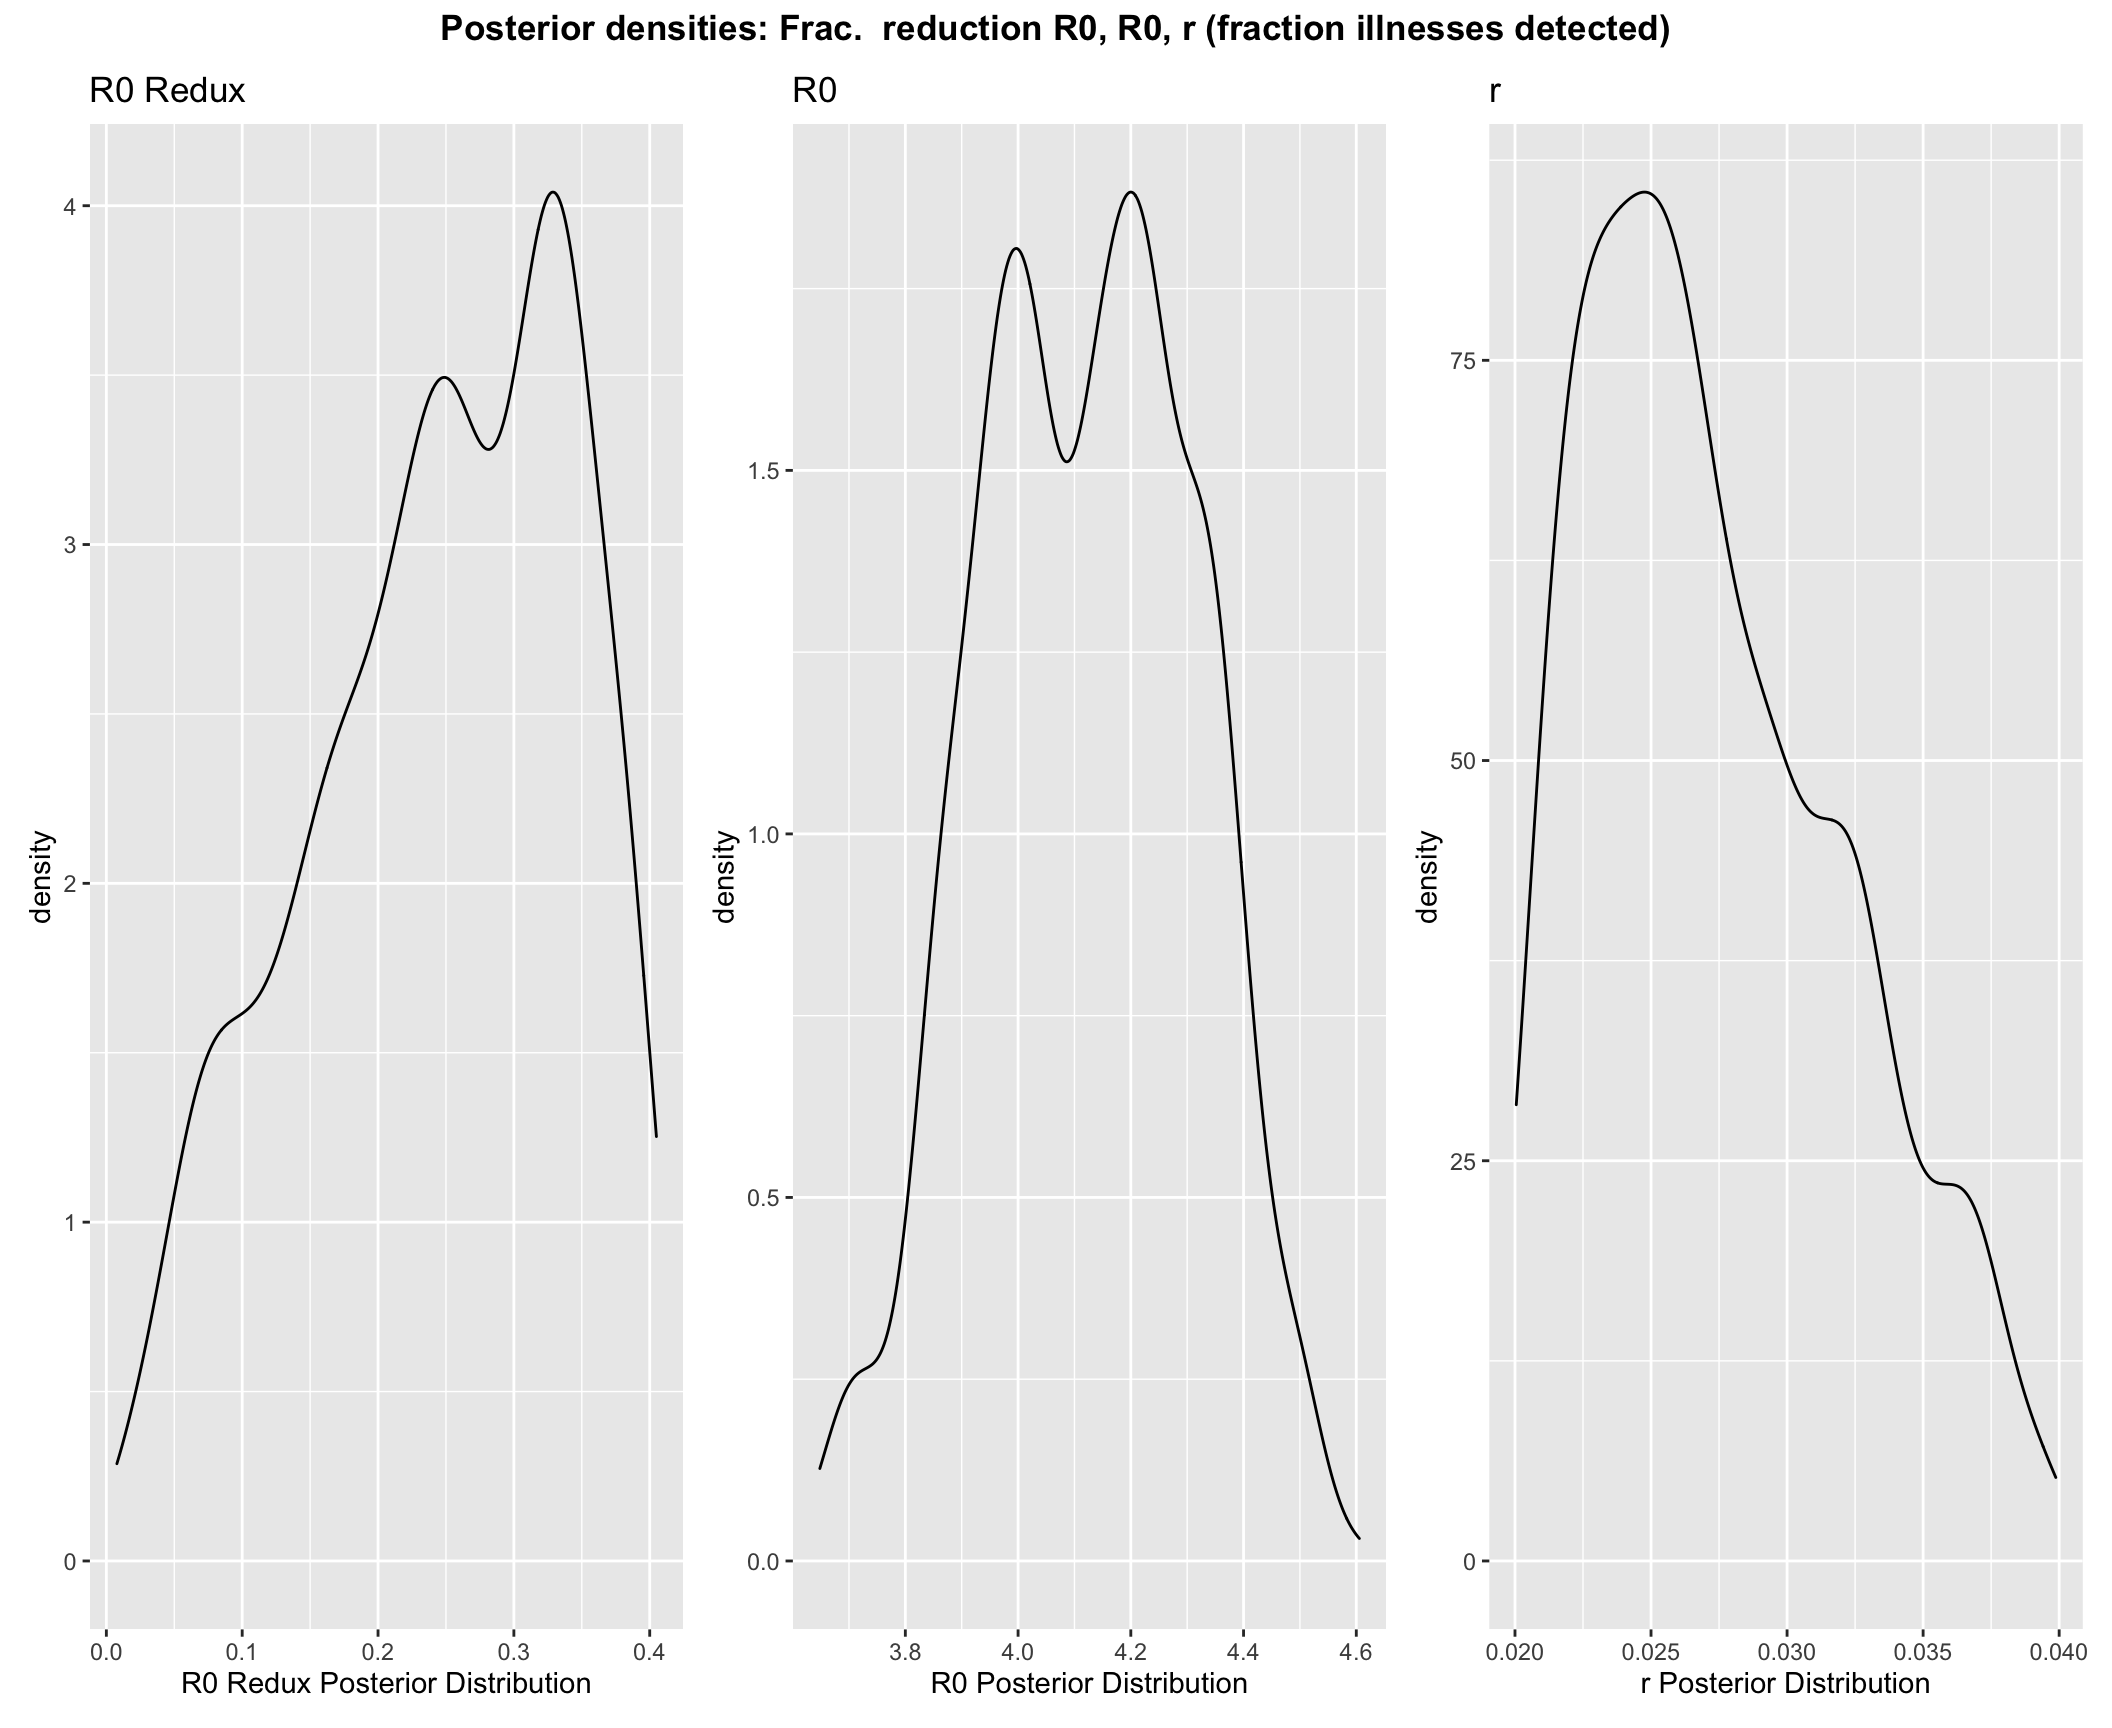 Posterior densities: Frac.  reduction R0, R0, r (fraction illnesses detected)
R0 Redux
density
4
3
2
1
0
0.0 0.1 0.2 0.3 0.4
R0 Redux Posterior Distribution
R0
density
1.5
1.0
0.5
0.0
3.8 4.0 4.2 4.4 4.6
R0 Posterior Distribution
r
density
75
50
25
0
0.020 0.025 0.030 0.035 0.040
r Posterior Distribution